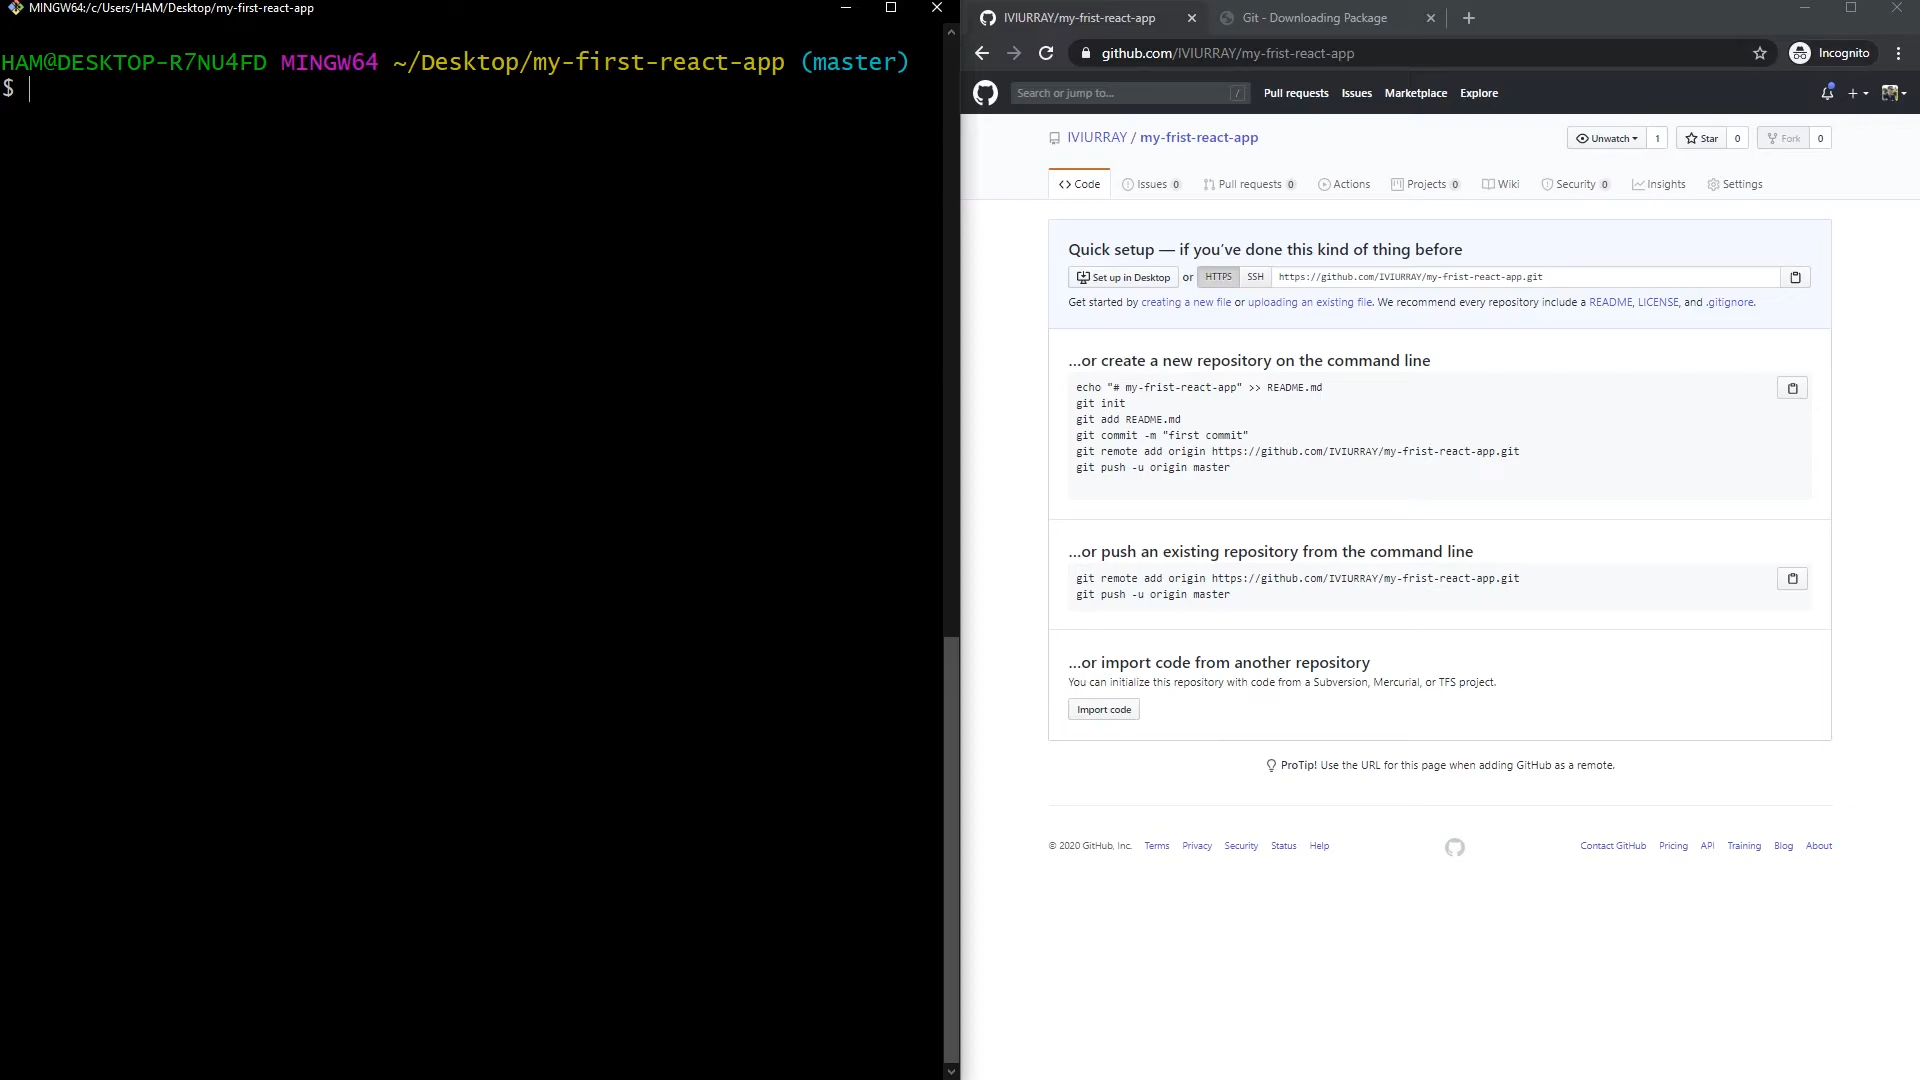 MINGW64:/c/Users/HAM/Desktop/my-first-react-app
HAM@DESKTOP-R7NU4FD MINGW64 ~/Desktop/my-first-react-app (master)
$
IVIURRAY/my-frist-react-app
Git - Downloading Package
github.com/IVIURRAY/my-frist-react-app
Incognito
Search or jump to...
/
Pull requests
Issues
Marketplace
Explore
IVIURRAY / my-frist-react-app
Unwatch 1
Star 0
Fork 0
Code
Issues 0
Pull requests 0
Actions
Projects 0
Wiki
Security 0
Insights
Settings
Quick setup — if you’ve done this kind of thing before
Set up in Desktop or HTTPS SSH https://github.com/IVIURRAY/my-frist-react-app.git
Get started by creating a new file or uploading an existing file. We recommend every repository include a README, LICENSE, and .gitignore.
…or create a new repository on the command line
echo "# my-frist-react-app" >> README.md
git init
git add README.md
git commit -m "first commit"
git remote add origin https://github.com/IVIURRAY/my-frist-react-app.git
git push -u origin master
…or push an existing repository from the command line
git remote add origin https://github.com/IVIURRAY/my-frist-react-app.git
git push -u origin master
…or import code from another repository
You can initialize this repository with code from a Subversion, Mercurial, or TFS project.
Import code
ProTip! Use the URL for this page when adding GitHub as a remote.
© 2020 GitHub, Inc. Terms Privacy Security Status Help
Contact GitHub Pricing API Training Blog About